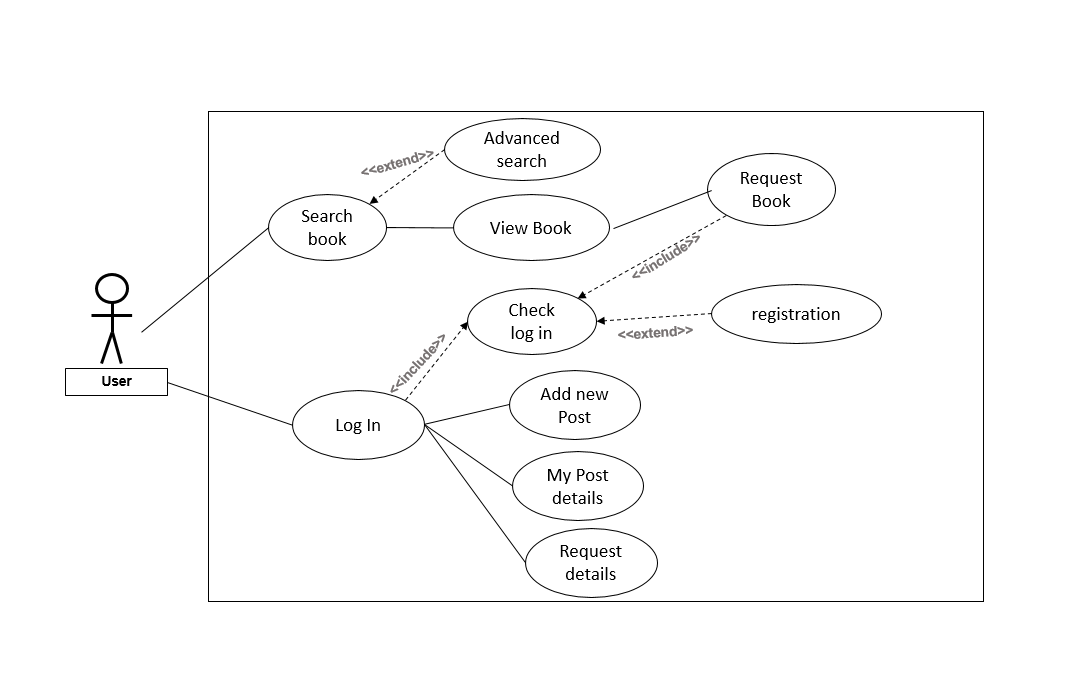 Advanced
search
<<extend>>
Request
Book
Search
book
View Book
<<include>>
Check
log in
registration
<<extend>>
<<include>>
User
Add new
Post
Log In
My Post
details
Request
details